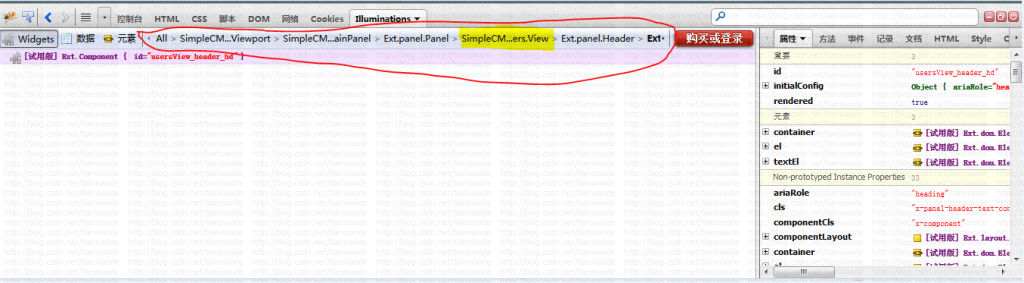 控制台 HTML CSS 脚本 DOM 网络 Cookies Illuminations
Widgets 数据 元素 All > SimpleCM...Viewport > SimpleCM...ainPanel > Ext.panel.Panel > SimpleCM...ers.View > Ext.panel.Header > Ext 购买或登录 属性 方法 事件 记录 文档 HTML Style
[试用版] Ext.Component { id="usersView_header_hd"}
重要 3
id "usersView_header_hd"
initialConfig Object { ariaRole="hea
rendered true
元素 3
container [试用版] Ext.dom.Ele
el [试用版] Ext.dom.Ele
textEl [试用版] Ext.dom.Ele
Non-prototyped Instance Properties 33
ariaRole "heading"
cls "x-panel-header-text-con
componentCls "x-component"
componentLayout [试用版] Ext.layout.
container [试用版] Ext.dom.Ele